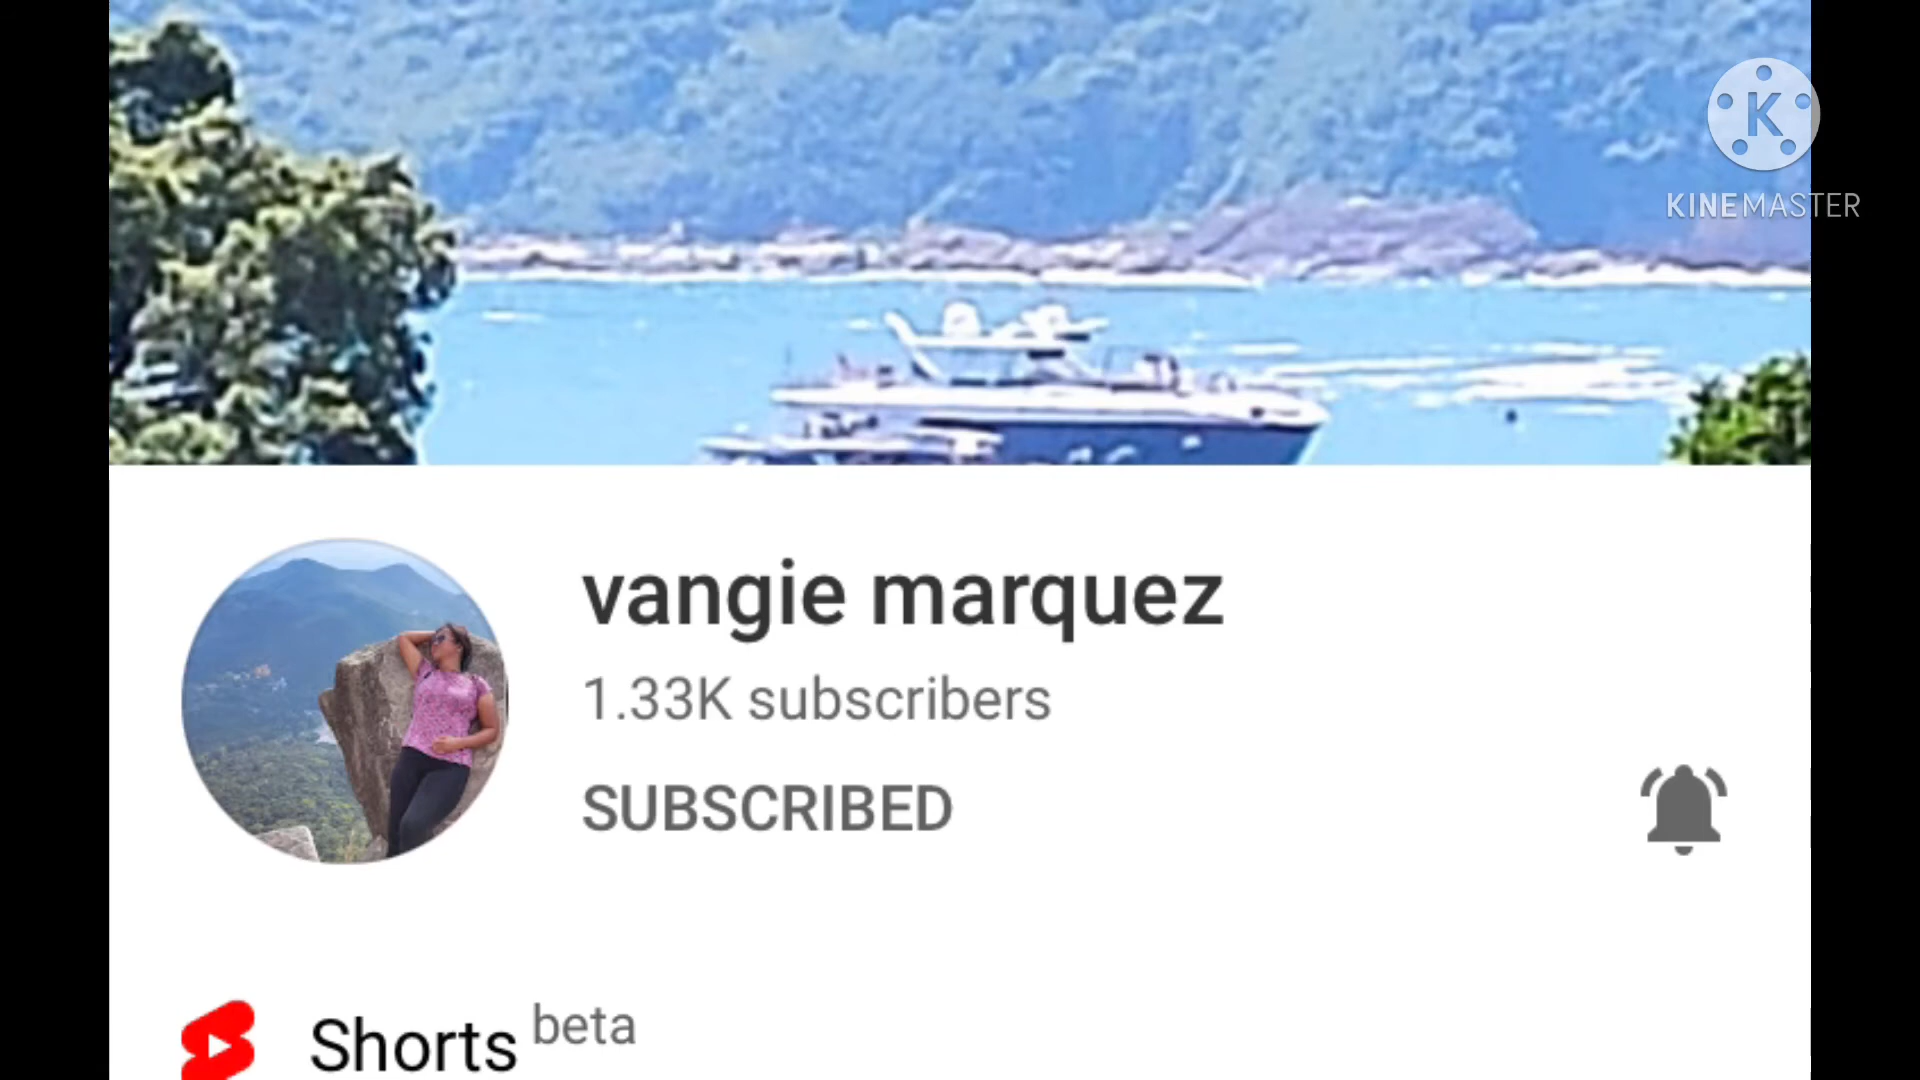 K
KINEMASTER
vangie marquez
1.33K subscribers
SUBSCRIBED
Shorts beta